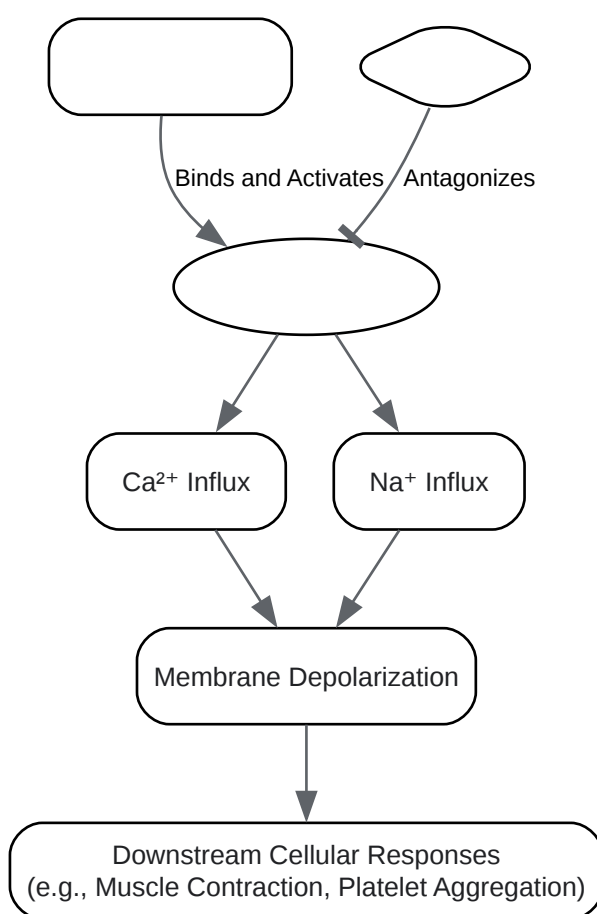 Binds and Activates
Antagonizes
Ca²⁺ Influx
Na⁺ Influx
Membrane Depolarization
Downstream Cellular Responses
(e.g., Muscle Contraction, Platelet Aggregation)